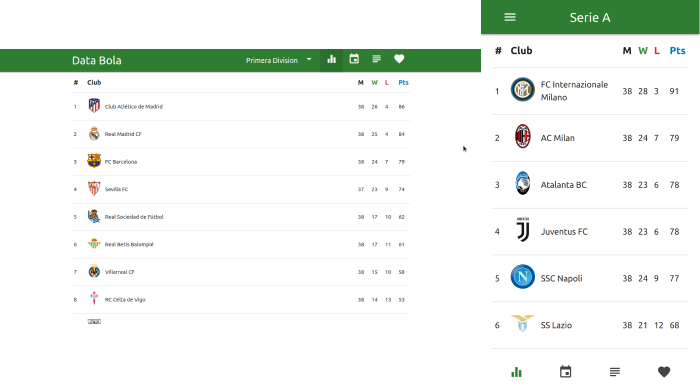 Data Bola
Primera Division
# Club M W L Pts
1 Club Atlético de Madrid 38 26 4 86
2 Real Madrid CF 38 25 4 84
3 FC Barcelona 38 24 7 79
4 Sevilla FC 37 23 9 74
5 Real Sociedad de Fútbol 38 17 10 62
6 Real Betis Balompié 38 17 11 61
7 Villarreal CF 38 15 10 58
8 RC Celta de Vigo 38 14 13 53
Serie A
# Club M W L Pts
1 FC Internazionale
Milano 38 28 3 91
2 AC Milan 38 24 7 79
3 Atalanta BC 38 23 6 78
4 Juventus FC 38 23 6 78
5 SSC Napoli 38 24 9 77
6 SS Lazio 38 21 12 68